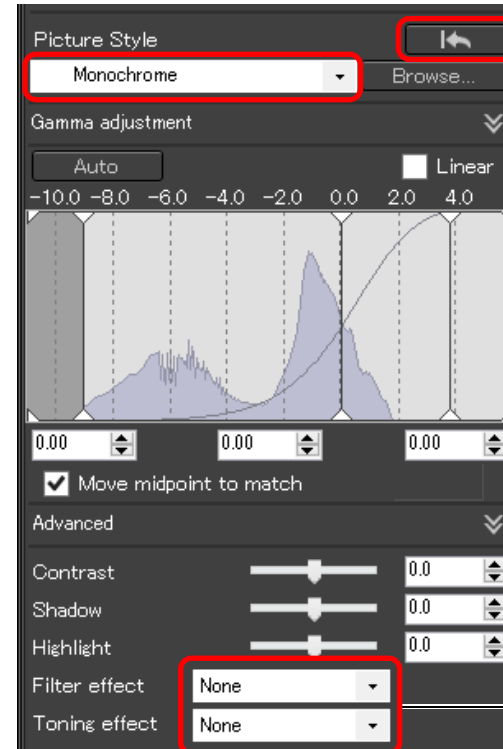 Picture Style
Monochrome
Browse...
Gamma adjustment
Auto
Linear
-10.0 -8.0 -6.0 -4.0 -2.0 0.0 2.0 4.0
0.00 0.00 0.00
Move midpoint to match
Advanced
Contrast 0.0
Shadow 0.0
Highlight 0.0
Filter effect None
Toning effect None